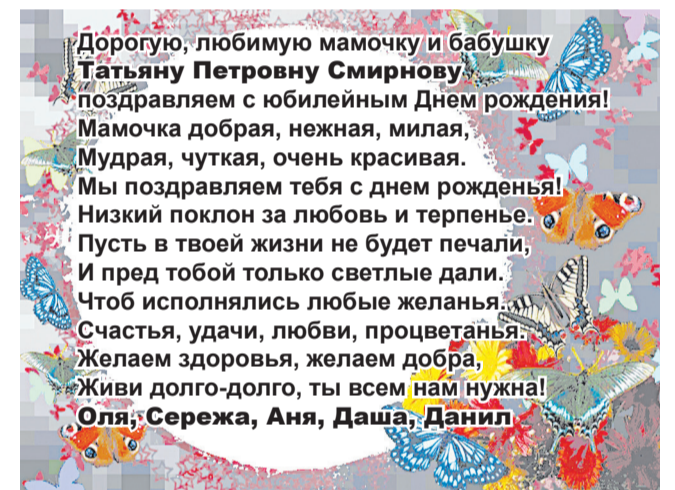 Дорогую, любимую мамочку и бабушку
Татьяну Петровну Смирнову
поздравляем с юбилейным Днем рождения!
Мамочка добрая, нежная, милая,
Мудрая, чуткая, очень красивая.
Мы поздравляем тебя с днем рожденья!
Низкий поклон за любовь и терпенье.
Пусть в твоей жизни не будет печали,
И пред тобой только светлые дали.
Чтоб исполнялись любые желанья.
Счастья, удачи, любви, процветанья.
Желаем здоровья, желаем добра,
Живи долго-долго, ты всем нам нужна!
Оля, Сережа, Аня, Даша, Данил